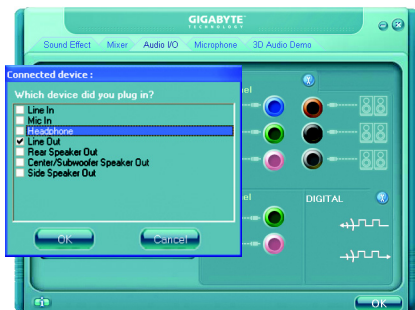 GIGABYTE
TECHNOLOGY
Sound Effect Mixer Audio I/O Microphone 3D Audio Demo
Connected device :
Which device did you plug in?
Line In
Mic In
Headphone
Line Out
Rear Speaker Out
Center/Subwoofer Speaker Out
Side Speaker Out
OK Cancel
el
el
DIGITAL
OK